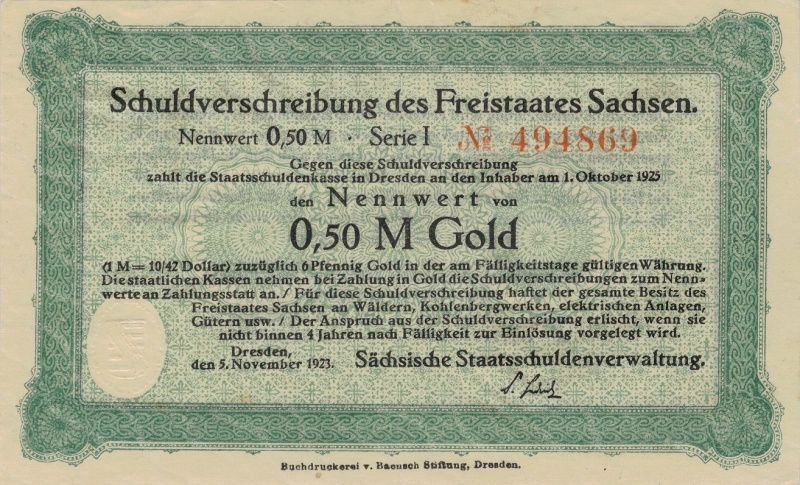 Schuldverschreibung des Freistaates Sachsen.
Nennwert 0,50 M · Serie I № 494869
Gegen diese Schuldverschreibung
zahlt die Staatsschuldenkasse in Dresden an den Inhaber am 1. Oktober 1925
den Nennwert von
0,50 M Gold
(1 M = 10/42 Dollar) zuzüglich 6 Pfennig Gold in der am Fälligkeitstage gültigen Währung.
Die staatlichen Kassen nehmen bei Zahlung in Gold die Schuldverschreibungen zum Nenn-
werte an Zahlungsstatt an. / Für diese Schuldverschreibung haftet der gesamte Besitz des
Freistaates Sachsen an Wäldern, Kohlenbergwerken, elektrischen Anlagen,
Gütern usw. / Der Anspruch aus der Schuldverschreibung erlischt, wenn sie
nicht binnen 4 Jahren nach Fälligkeit zur Einlösung vorgelegt wird.
Dresden,
den 5. November 1923. Sächsische Staatsschuldenverwaltung.
Buchdruckerei v. Baensch Stiftung, Dresden.